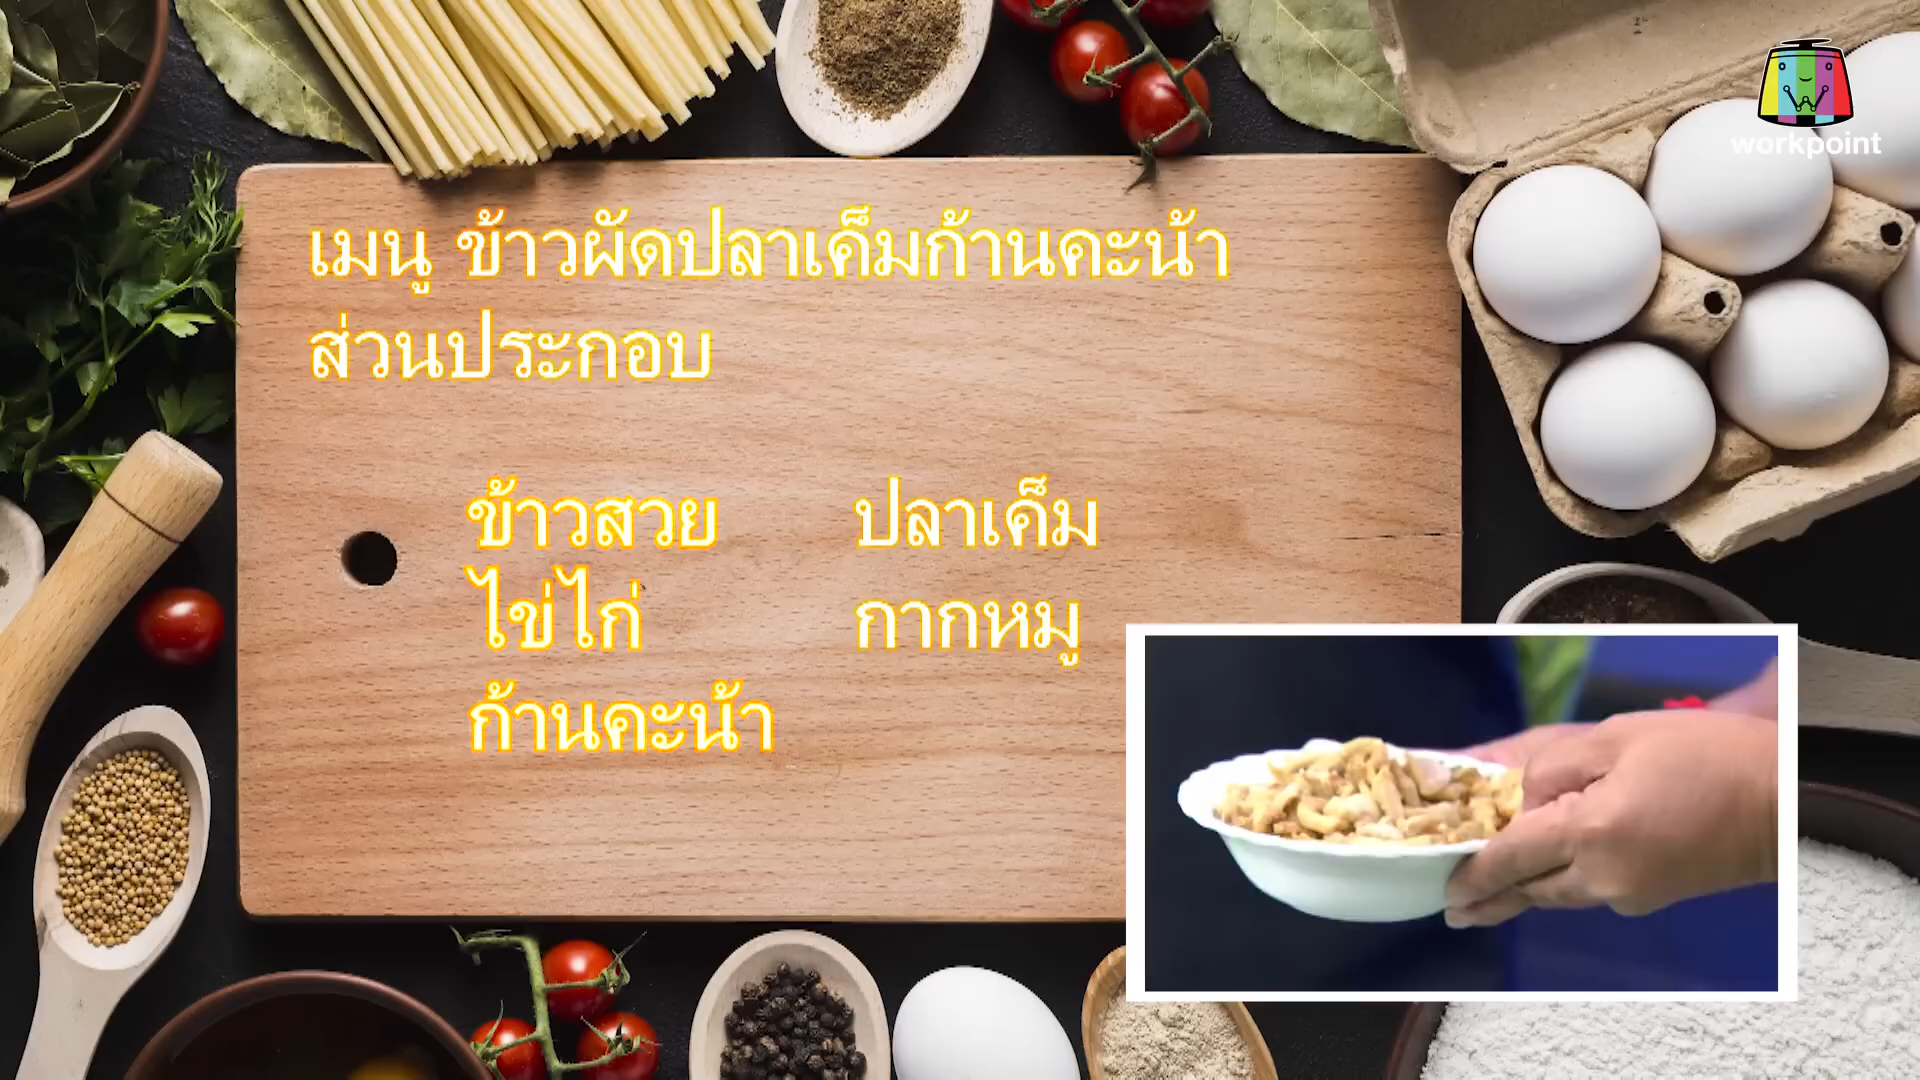 workpoint
เมนู ข้าวผัดปลาเค็มก้านคะน้า
ส่วนประกอบ
ข้าวสวย
ไข่ไก่
ก้านคะน้า
ปลาเค็ม
กากหมู